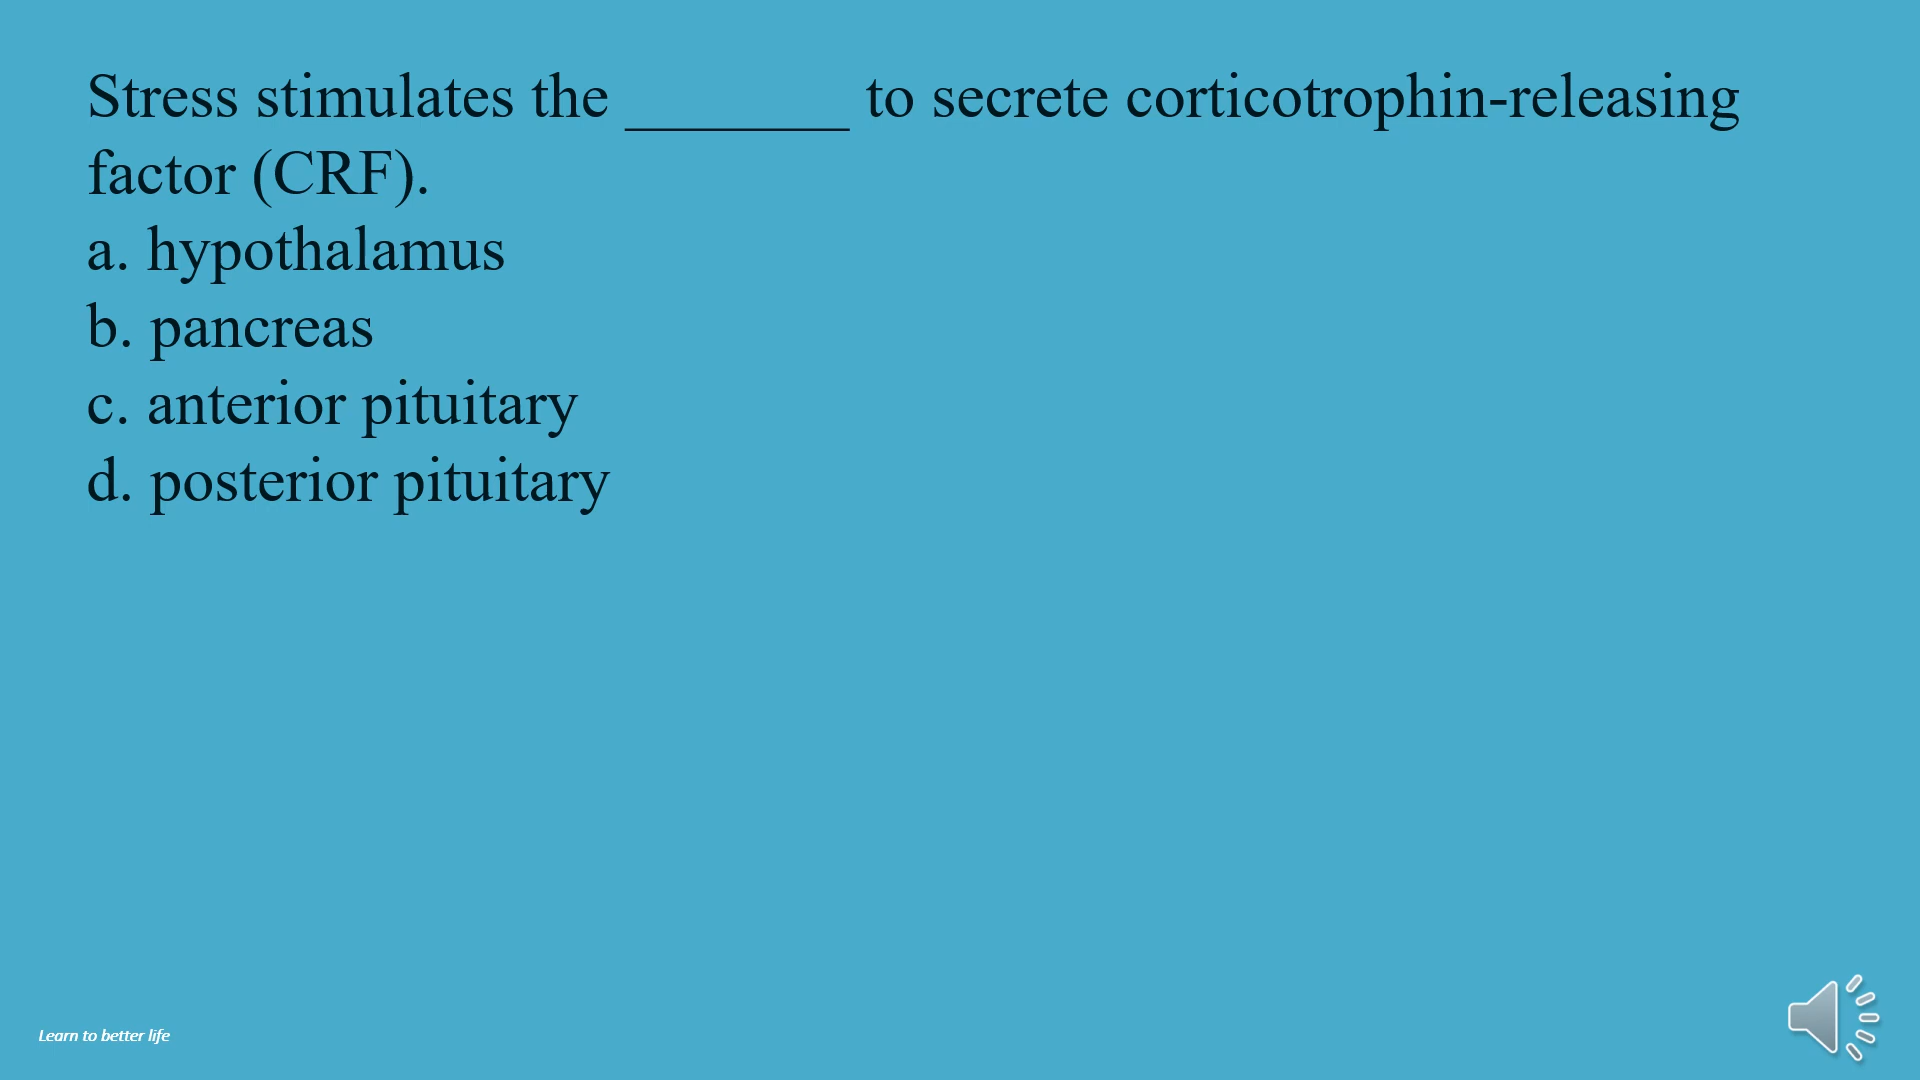 Stress stimulates the _______ to secrete corticotrophin-releasing
factor (CRF).
a. hypothalamus
b. pancreas
c. anterior pituitary
d. posterior pituitary
Learn to better life